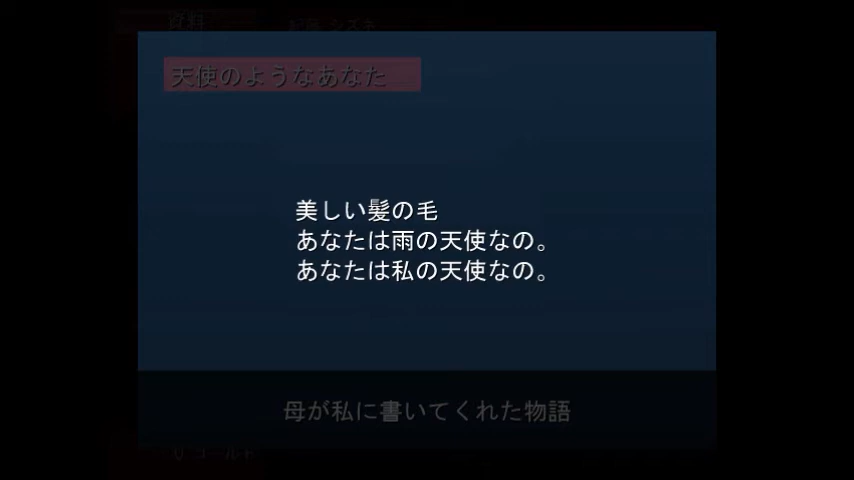 資料
天使のようなあなた
美しい髪の毛
あなたは雨の天使なの。
あなたは私の天使なの。
母が私に書いてくれた物語